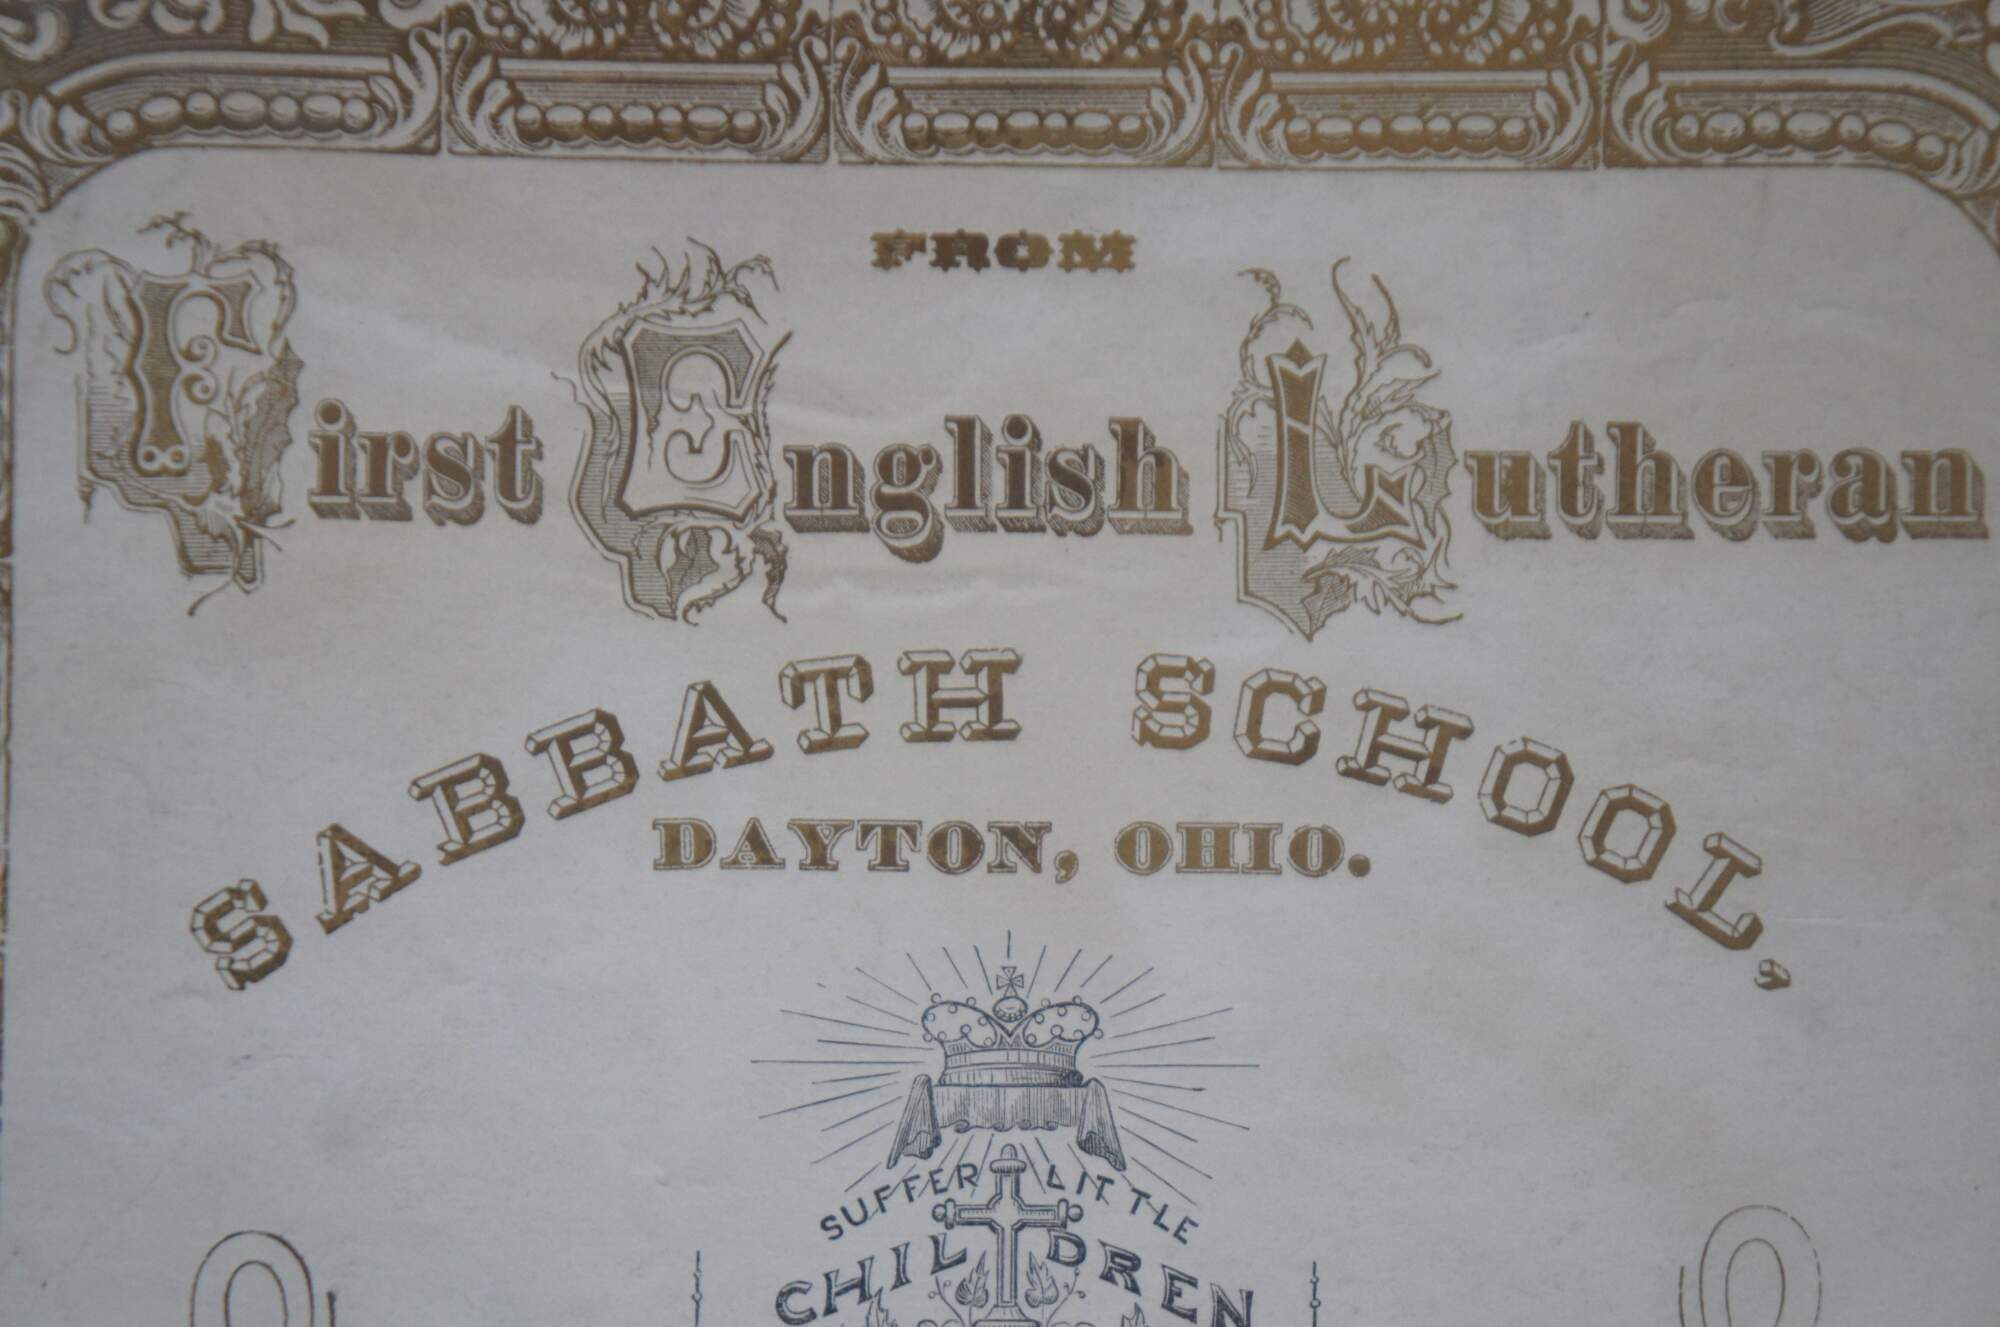 FROM
First English Lutheran
SABBATH SCHOOL,
DAYTON, OHIO.
SUFFER LITTLE
CHILDREN